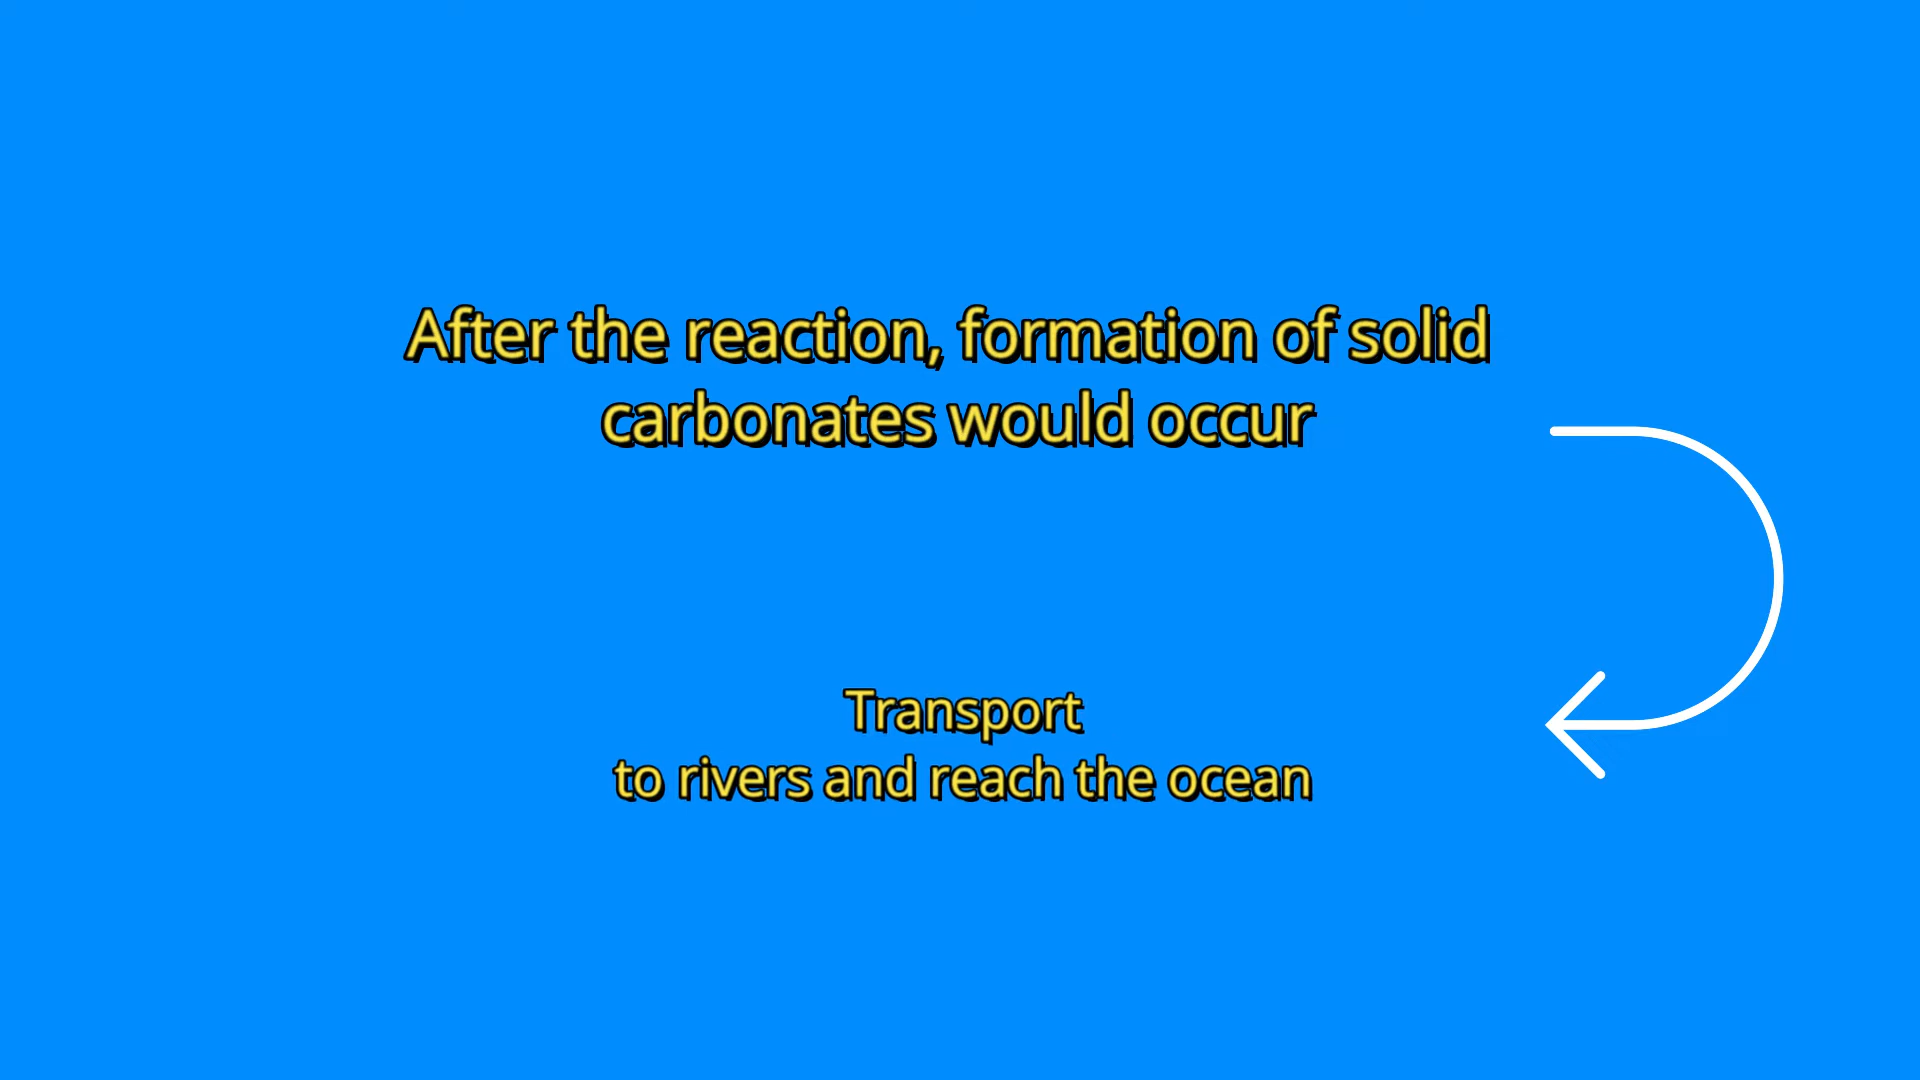 After the reaction, formation of solid
carbonates would occur
Transport
to rivers and reach the ocean